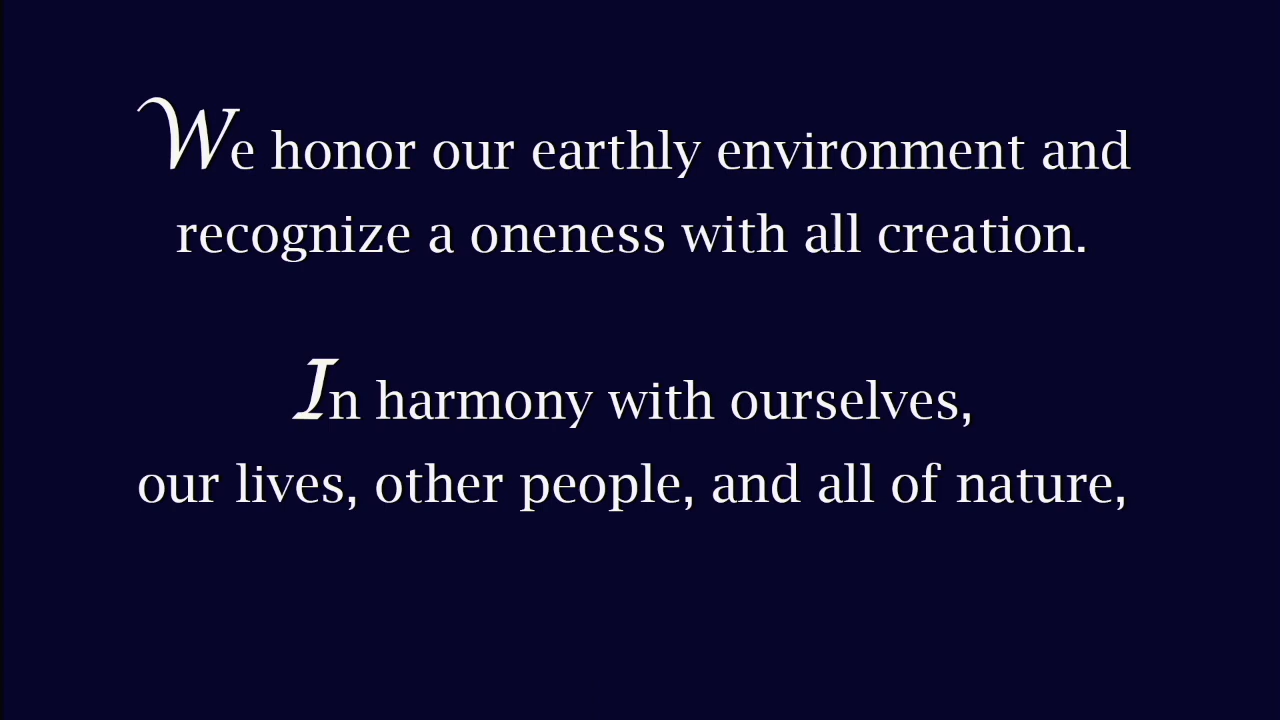 We honor our earthly environment and
recognize a oneness with all creation.
In harmony with ourselves,
our lives, other people, and all of nature,